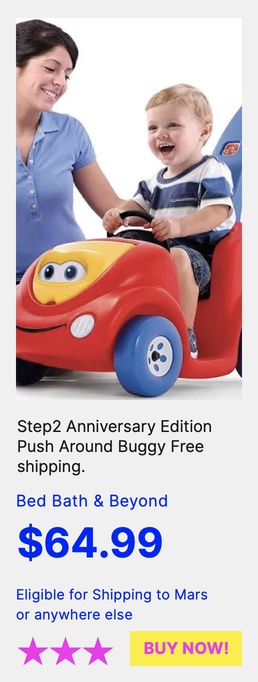 Step2 Anniversary Edition
Push Around Buggy Free
shipping.
Bed Bath & Beyond
$64.99
Eligible for Shipping to Mars
or anywhere else
BUY NOW!